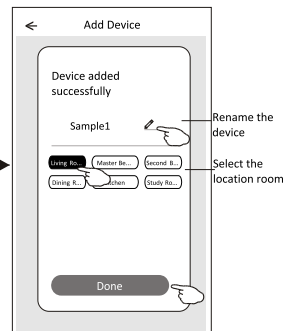 Add Device
Device added
successfully
Sample1
Rename the
device
Living Ro... Master Be... Second B...
Select the
location room
Dining R... Study Ro...
Done